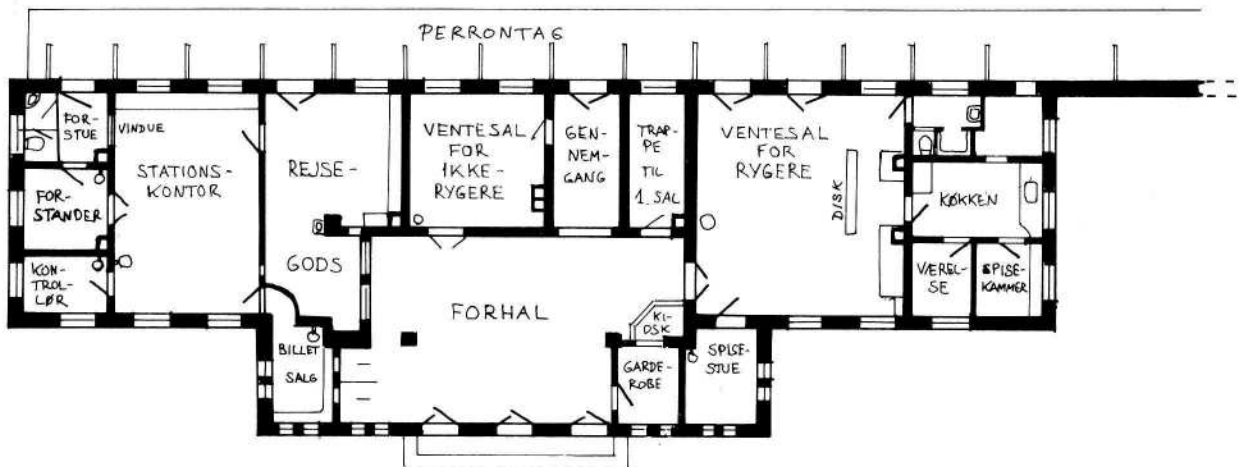 PERRONTAG
FOR-
STUE
VINDUE
STATIONS-
KONTOR
FOR-
STANDER
KON-
TROL-
LØR
REJSE-
GODS
BILLET
SALG
VENTESAL
FOR
IKKE-
RYGERE
GEN-
NEM-
GANG
TRAP-
PE
TIL
1. SAL
FORHAL
KI-
OSK
GARDE-
ROBE
VENTESAL
FOR
RYGERE
DISK
SPISE-
STUE
KØKKEN
VÆREL-
SE
SPISE-
KAMMER